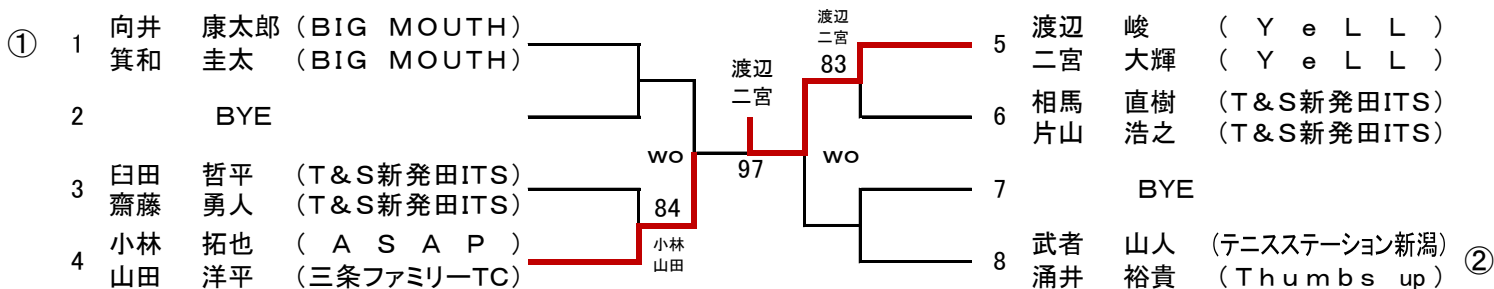 ① 1 向井 康太郎 (BIG MOUTH)
箕和 圭太 (BIG MOUTH)
2 BYE
3 臼田 哲平 (T&S新発田ITS)
齋藤 勇人 (T&S新発田ITS)
4 小林 拓也 (ASAP)
山田 洋平 (三条ファミリーTC)
wo
84
小林
山田
渡辺
二宮
97
渡辺
二宮
83
wo
5 渡辺 峻 (YeLL)
二宮 大輝 (YeLL)
6 相馬 直樹 (T&S新発田ITS)
片山 浩之 (T&S新発田ITS)
7 BYE
8 武者 山人 (テニスステーション新潟) ②
涌井 裕貴 (Thumbs up)